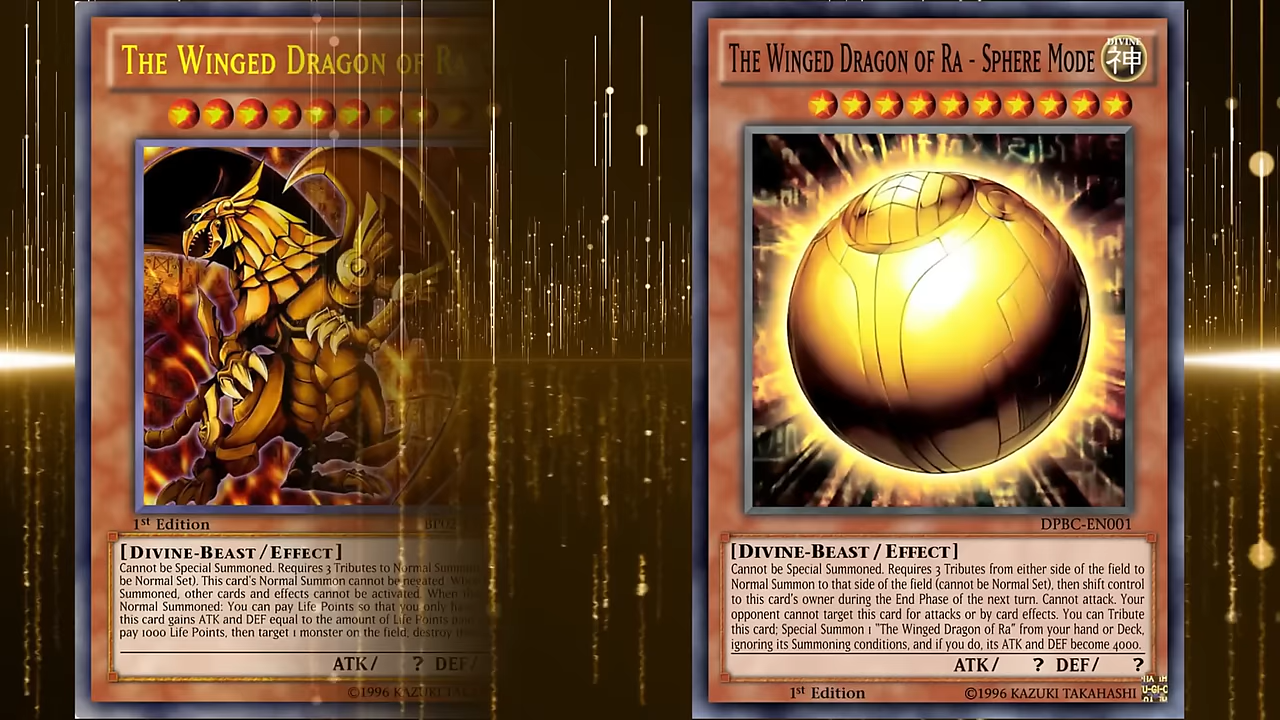 THE WINGED DRAGON OF RA
1st Edition
[DIVINE-BEAST / EFFECT]
Cannot be Special Summoned. Requires 3 Tributes to Normal
be Normal Set). This card's Normal Summon cannot be negated.
Summoned, other cards and effects cannot be activated. When
Normal Summoned: You can pay Life Points so that you only
this card gains ATK and DEF equal to the amount of Life Points
pay 1000 Life Points, then target 1 monster on the field; destroy
ATK/ ? DEF/
©1996 KAZUKI
THE WINGED DRAGON OF RA - SPHERE MODE
DIVINE
神
DPBC-EN001
[DIVINE-BEAST / EFFECT]
Cannot be Special Summoned. Requires 3 Tributes from either side of the field to
Normal Summon to that side of the field (cannot be Normal Set), then shift control
to this card's owner during the End Phase of the next turn. Cannot attack. Your
opponent cannot target this card for attacks or by card effects. You can Tribute
this card; Special Summon 1 "The Winged Dragon of Ra" from your hand or Deck,
ignoring its Summoning conditions, and if you do, its ATK and DEF become 4000.
ATK/ ? DEF/ ?
1st Edition ©1996 KAZUKI TAKAHASHI